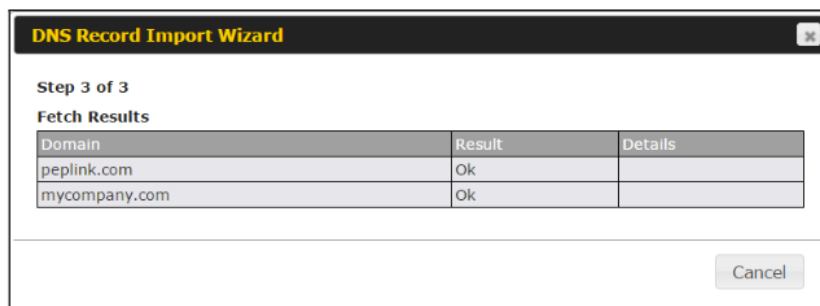 DNS Record Import Wizard
Step 3 of 3
Fetch Results
Domain Result Details
peplink.com Ok
mycompany.com Ok
Cancel